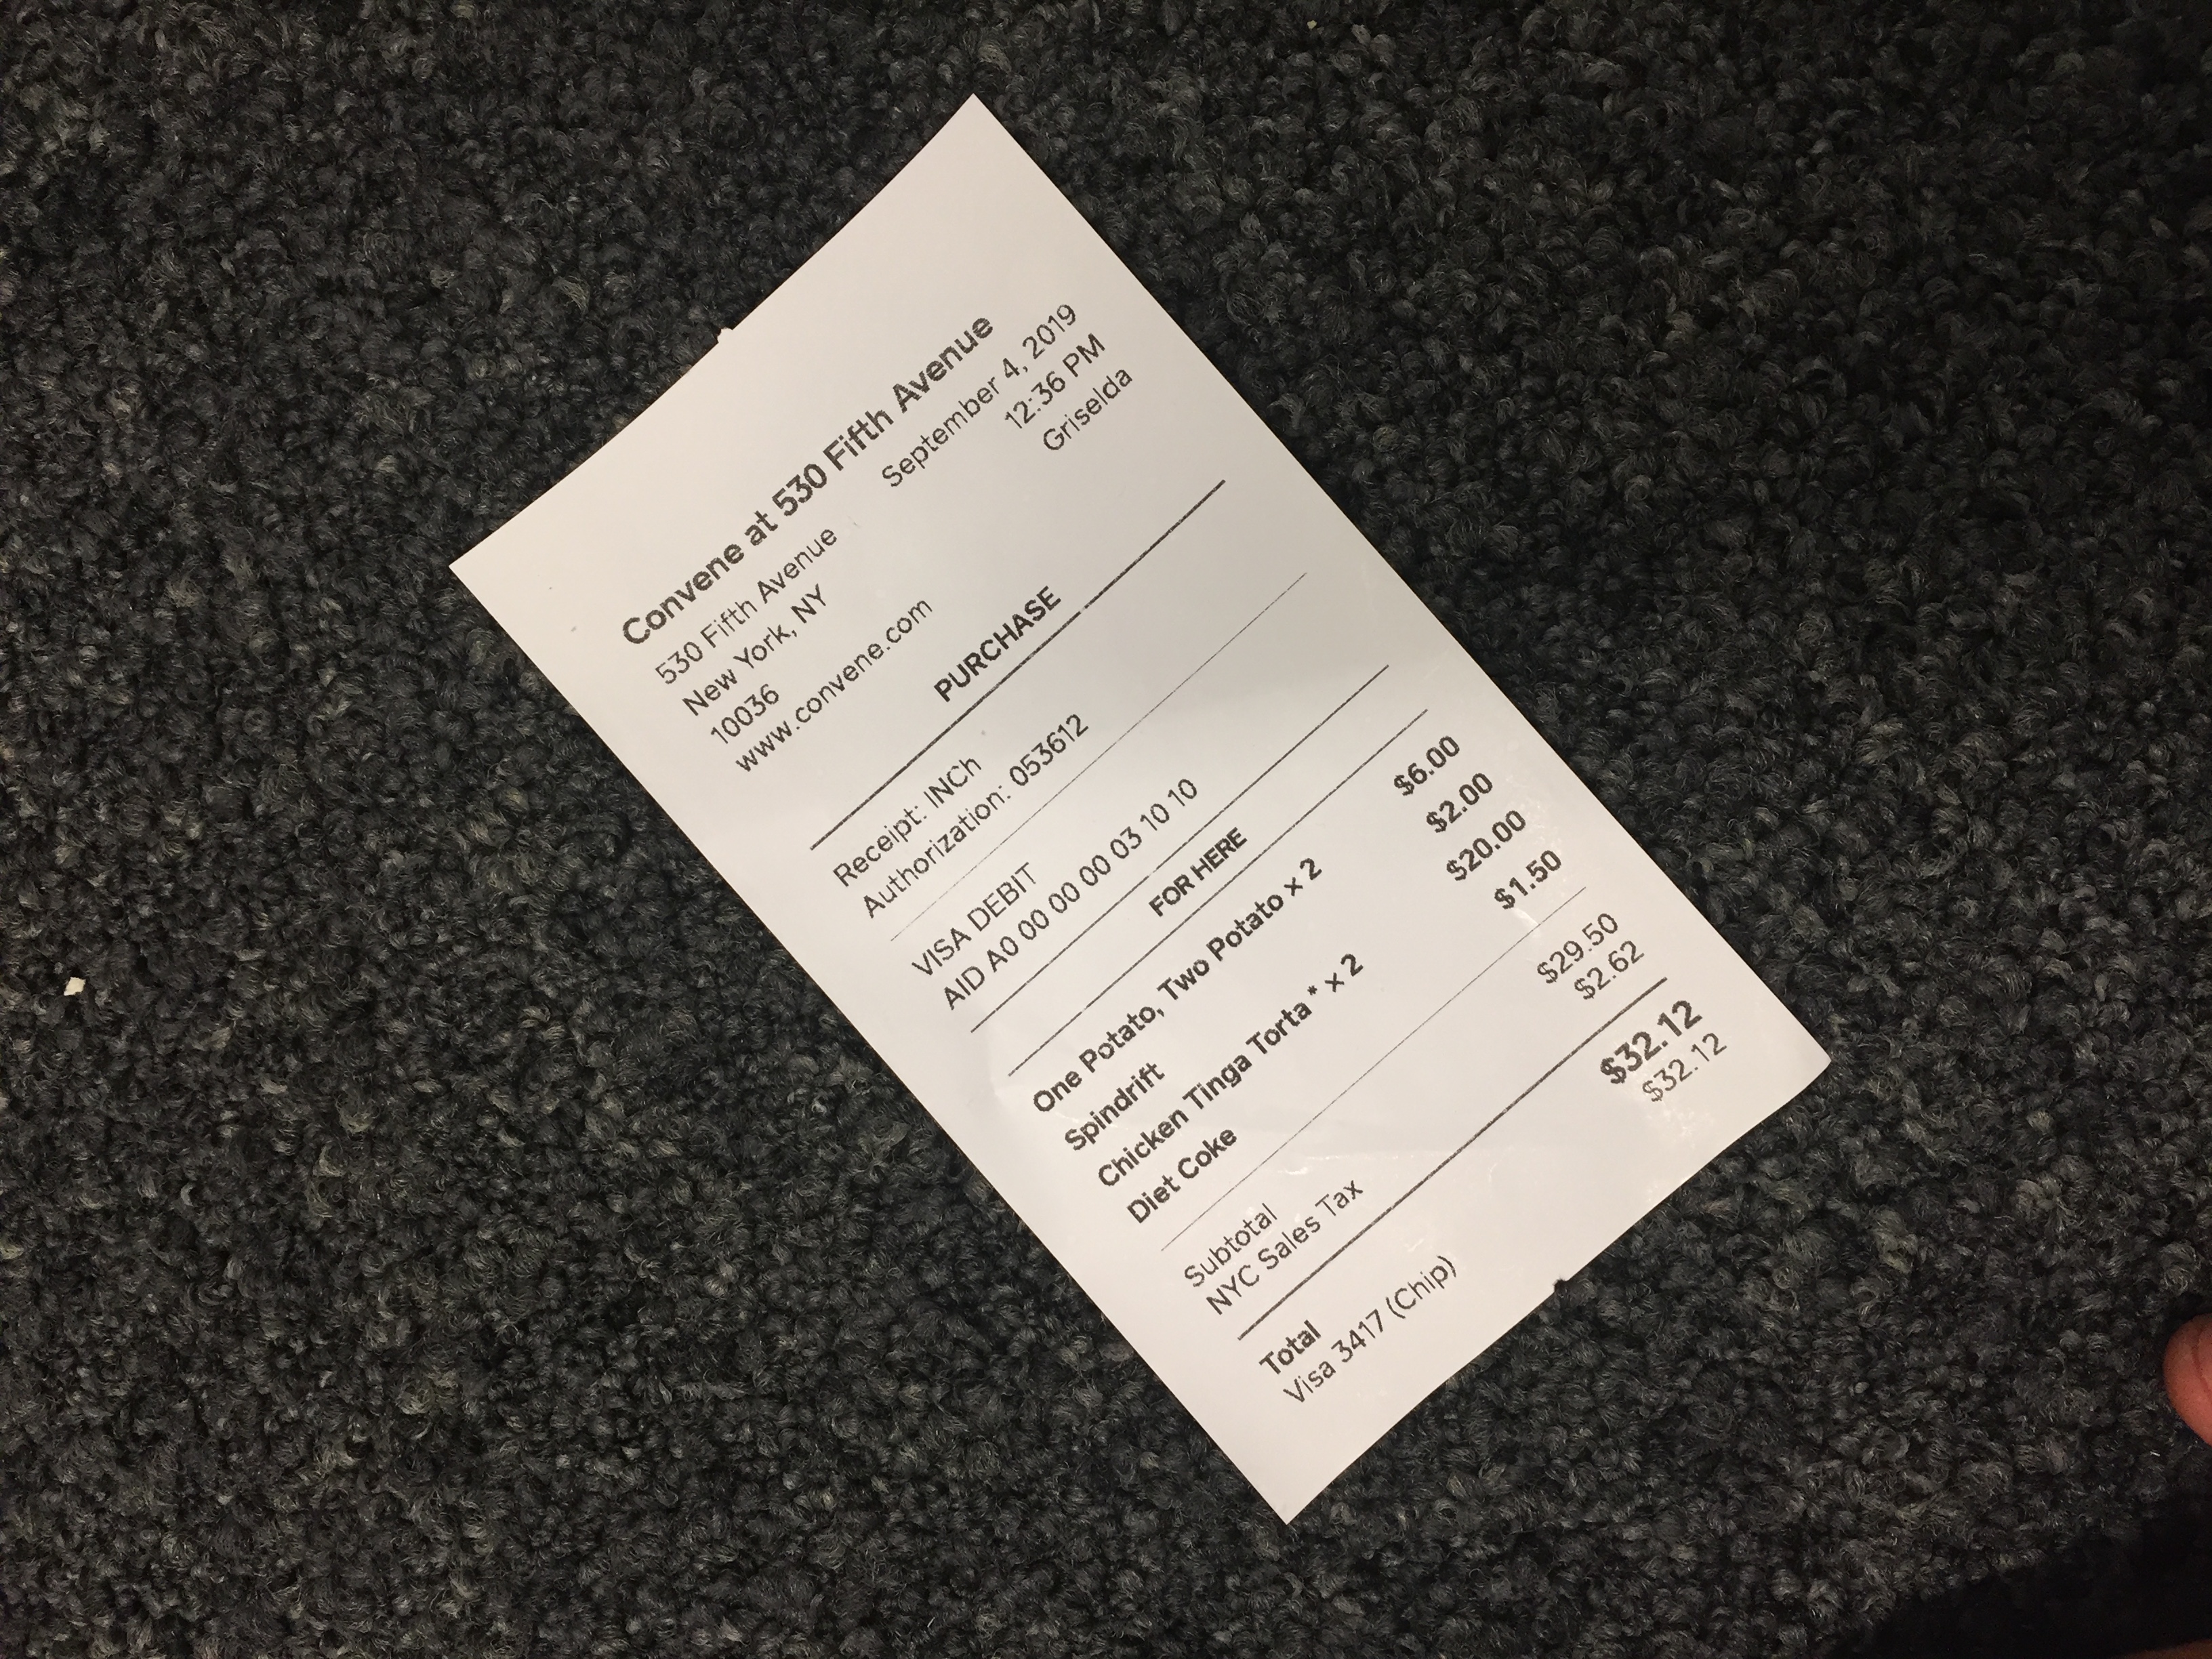 Convene at 530 Fifth Avenue
530 Fifth Avenue September 4, 2019
New York, NY 12:36 PM
10036 Griselda
www.convene.com
PURCHASE
Receipt: INCh
Authorization: 053612
VISA DEBIT
AID A0 00 00 00 03 10 10
FOR HERE
One Potato, Two Potato x 2 $6.00
Spindrift $2.00
Chicken Tinga Torta * x 2 $20.00
Diet Coke $1.50
Subtotal $29.50
NYC Sales Tax $2.62
Total $32.12
Visa 3417 (Chip) $32.12